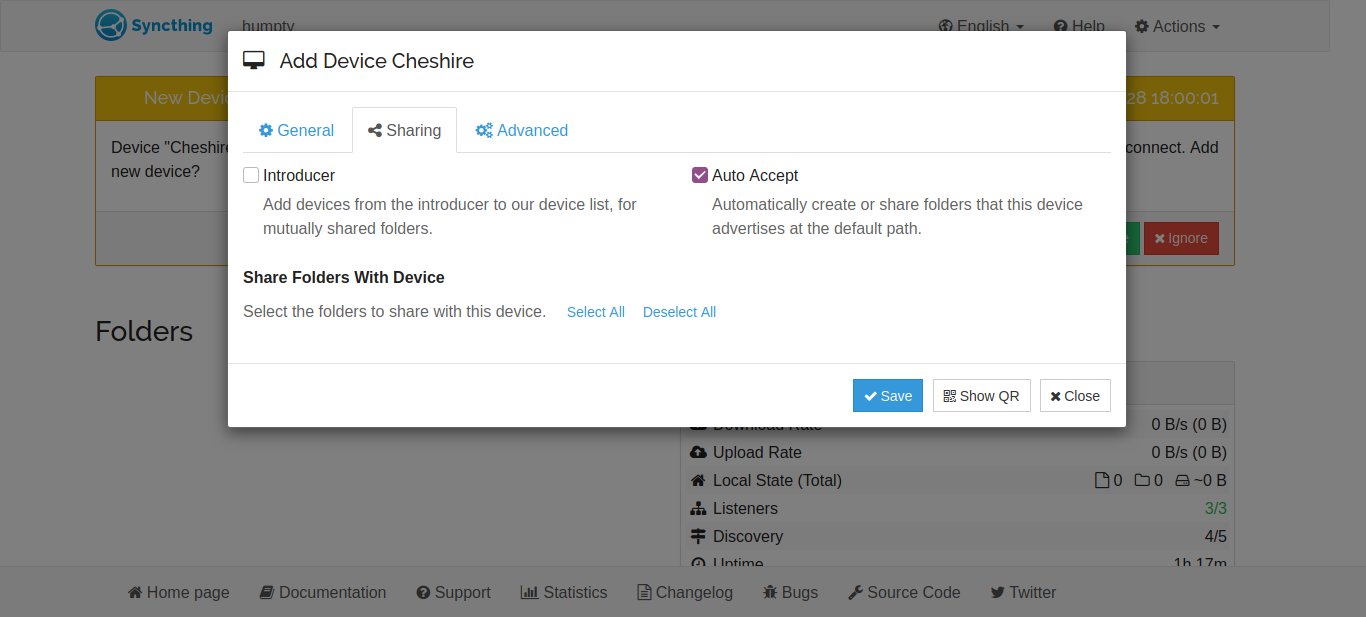 Syncthing humpty English Help Actions
Add Device Cheshire
New Devi 28 18:00:01
General Sharing Advanced
Device "Cheshire connect. Add
new device?
Introducer Auto Accept
Add devices from the introducer to our device list, for
mutually shared folders.
Automatically create or share folders that this device
advertises at the default path.
Ignore
Share Folders With Device
Select the folders to share with this device. Select All Deselect All
Folders
Save Show QR Close
Download Rate 0 B/s (0 B)
Upload Rate 0 B/s (0 B)
Local State (Total) 0 0 ~0 B
Listeners 3/3
Discovery 4/5
Uptime 1h 17m
Home page Documentation Support Statistics Changelog Bugs Source Code Twitter